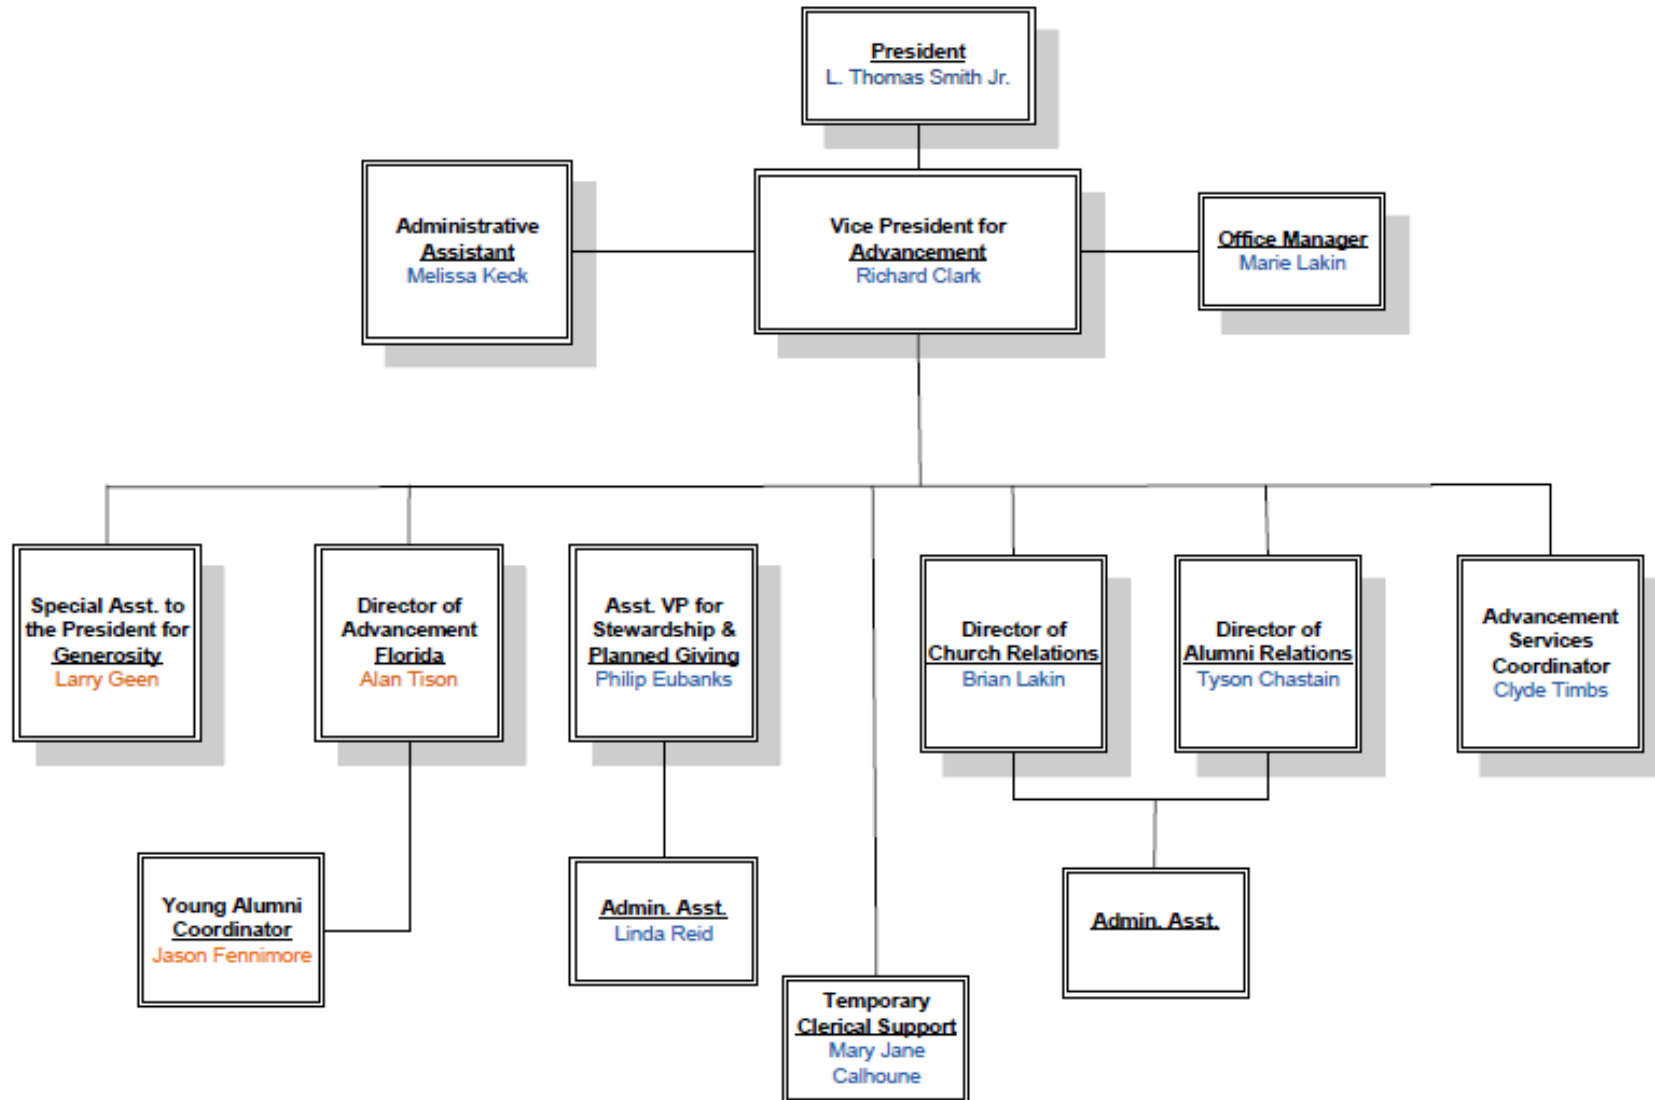 President
L. Thomas Smith Jr.
Administrative
Assistant
Melissa Keck
Vice President for
Advancement
Richard Clark
Office Manager
Marie Lakin
Special Asst. to
the President for
Generosity
Larry Geen
Director of
Advancement
Florida
Alan Tison
Asst. VP for
Stewardship &
Planned Giving
Philip Eubanks
Director of
Church Relations
Brian Lakin
Director of
Alumni Relations
Tyson Chastain
Advancement
Services
Coordinator
Clyde Timbs
Young Alumni
Coordinator
Jason Fennimore
Admin. Asst.
Linda Reid
Temporary
Clerical Support
Mary Jane
Calhoune
Admin. Asst.